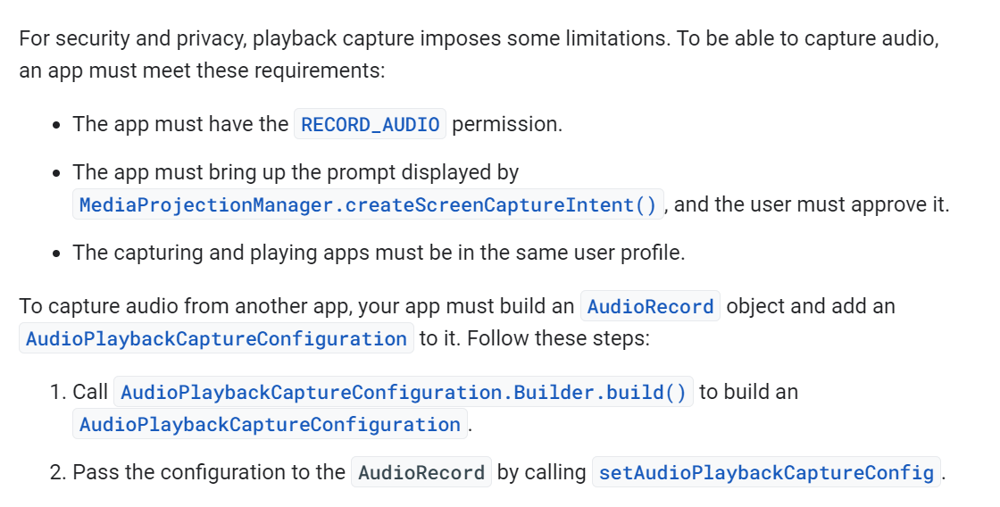 For security and privacy, playback capture imposes some limitations. To be able to capture audio,
an app must meet these requirements:
• The app must have the RECORD_AUDIO permission.
• The app must bring up the prompt displayed by
MediaProjectionManager.createScreenCaptureIntent(), and the user must approve it.
• The capturing and playing apps must be in the same user profile.
To capture audio from another app, your app must build an AudioRecord object and add an
AudioPlaybackCaptureConfiguration to it. Follow these steps:
1. Call AudioPlaybackCaptureConfiguration.Builder.build() to build an
AudioPlaybackCaptureConfiguration.
2. Pass the configuration to the AudioRecord by calling setAudioPlaybackCaptureConfig.